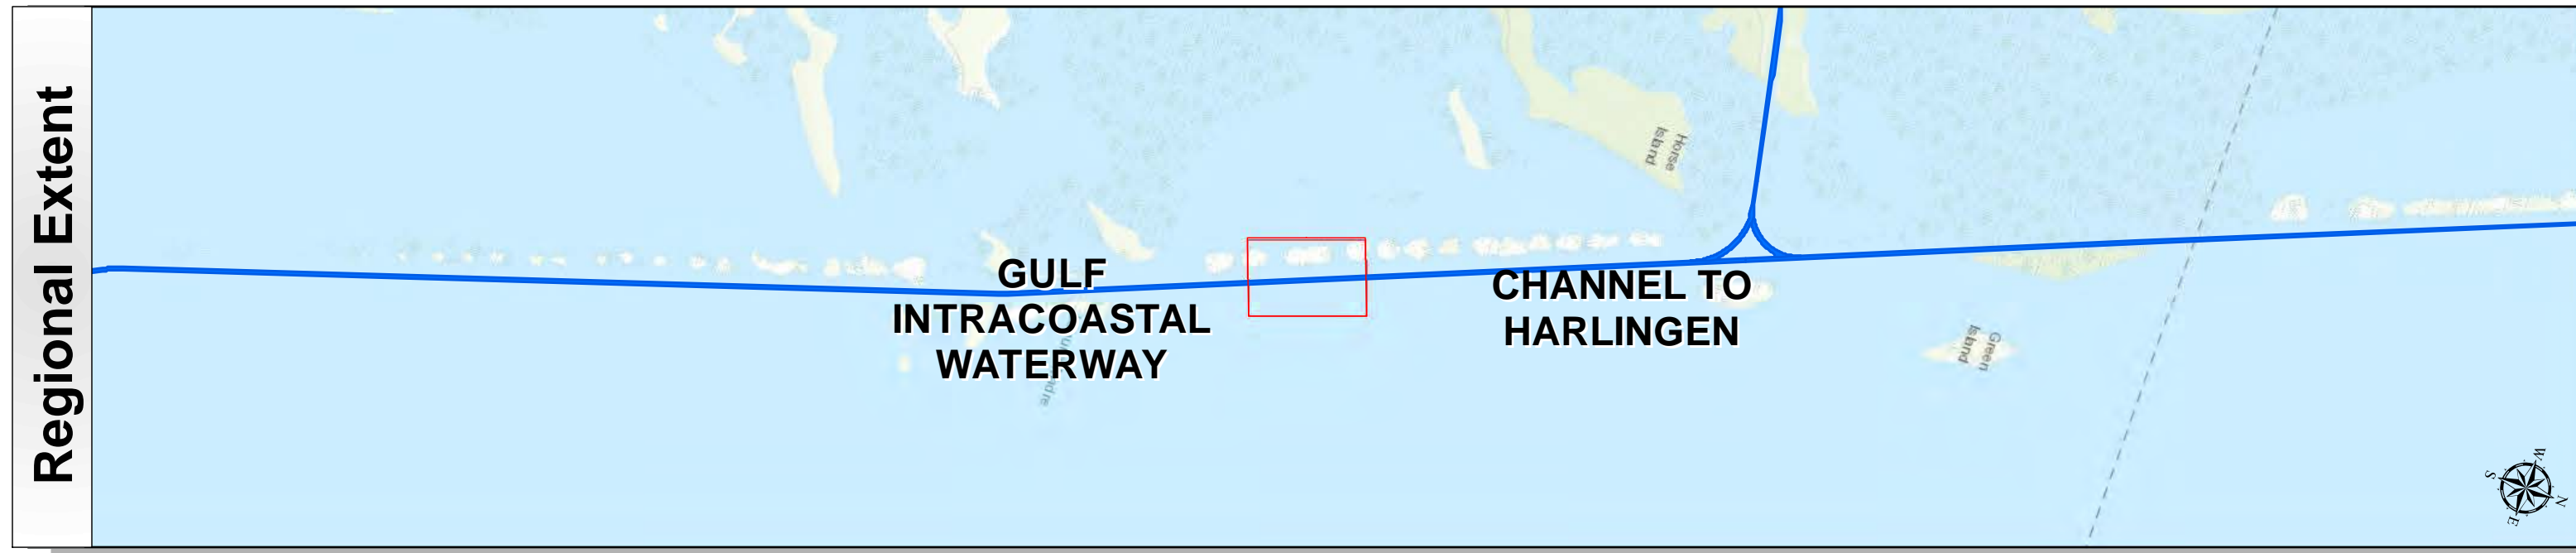 Regional Extent
Horse
Island
GULF
INTRACOASTAL
WATERWAY
CHANNEL TO
HARLINGEN
Green
Island
W
S
N
E